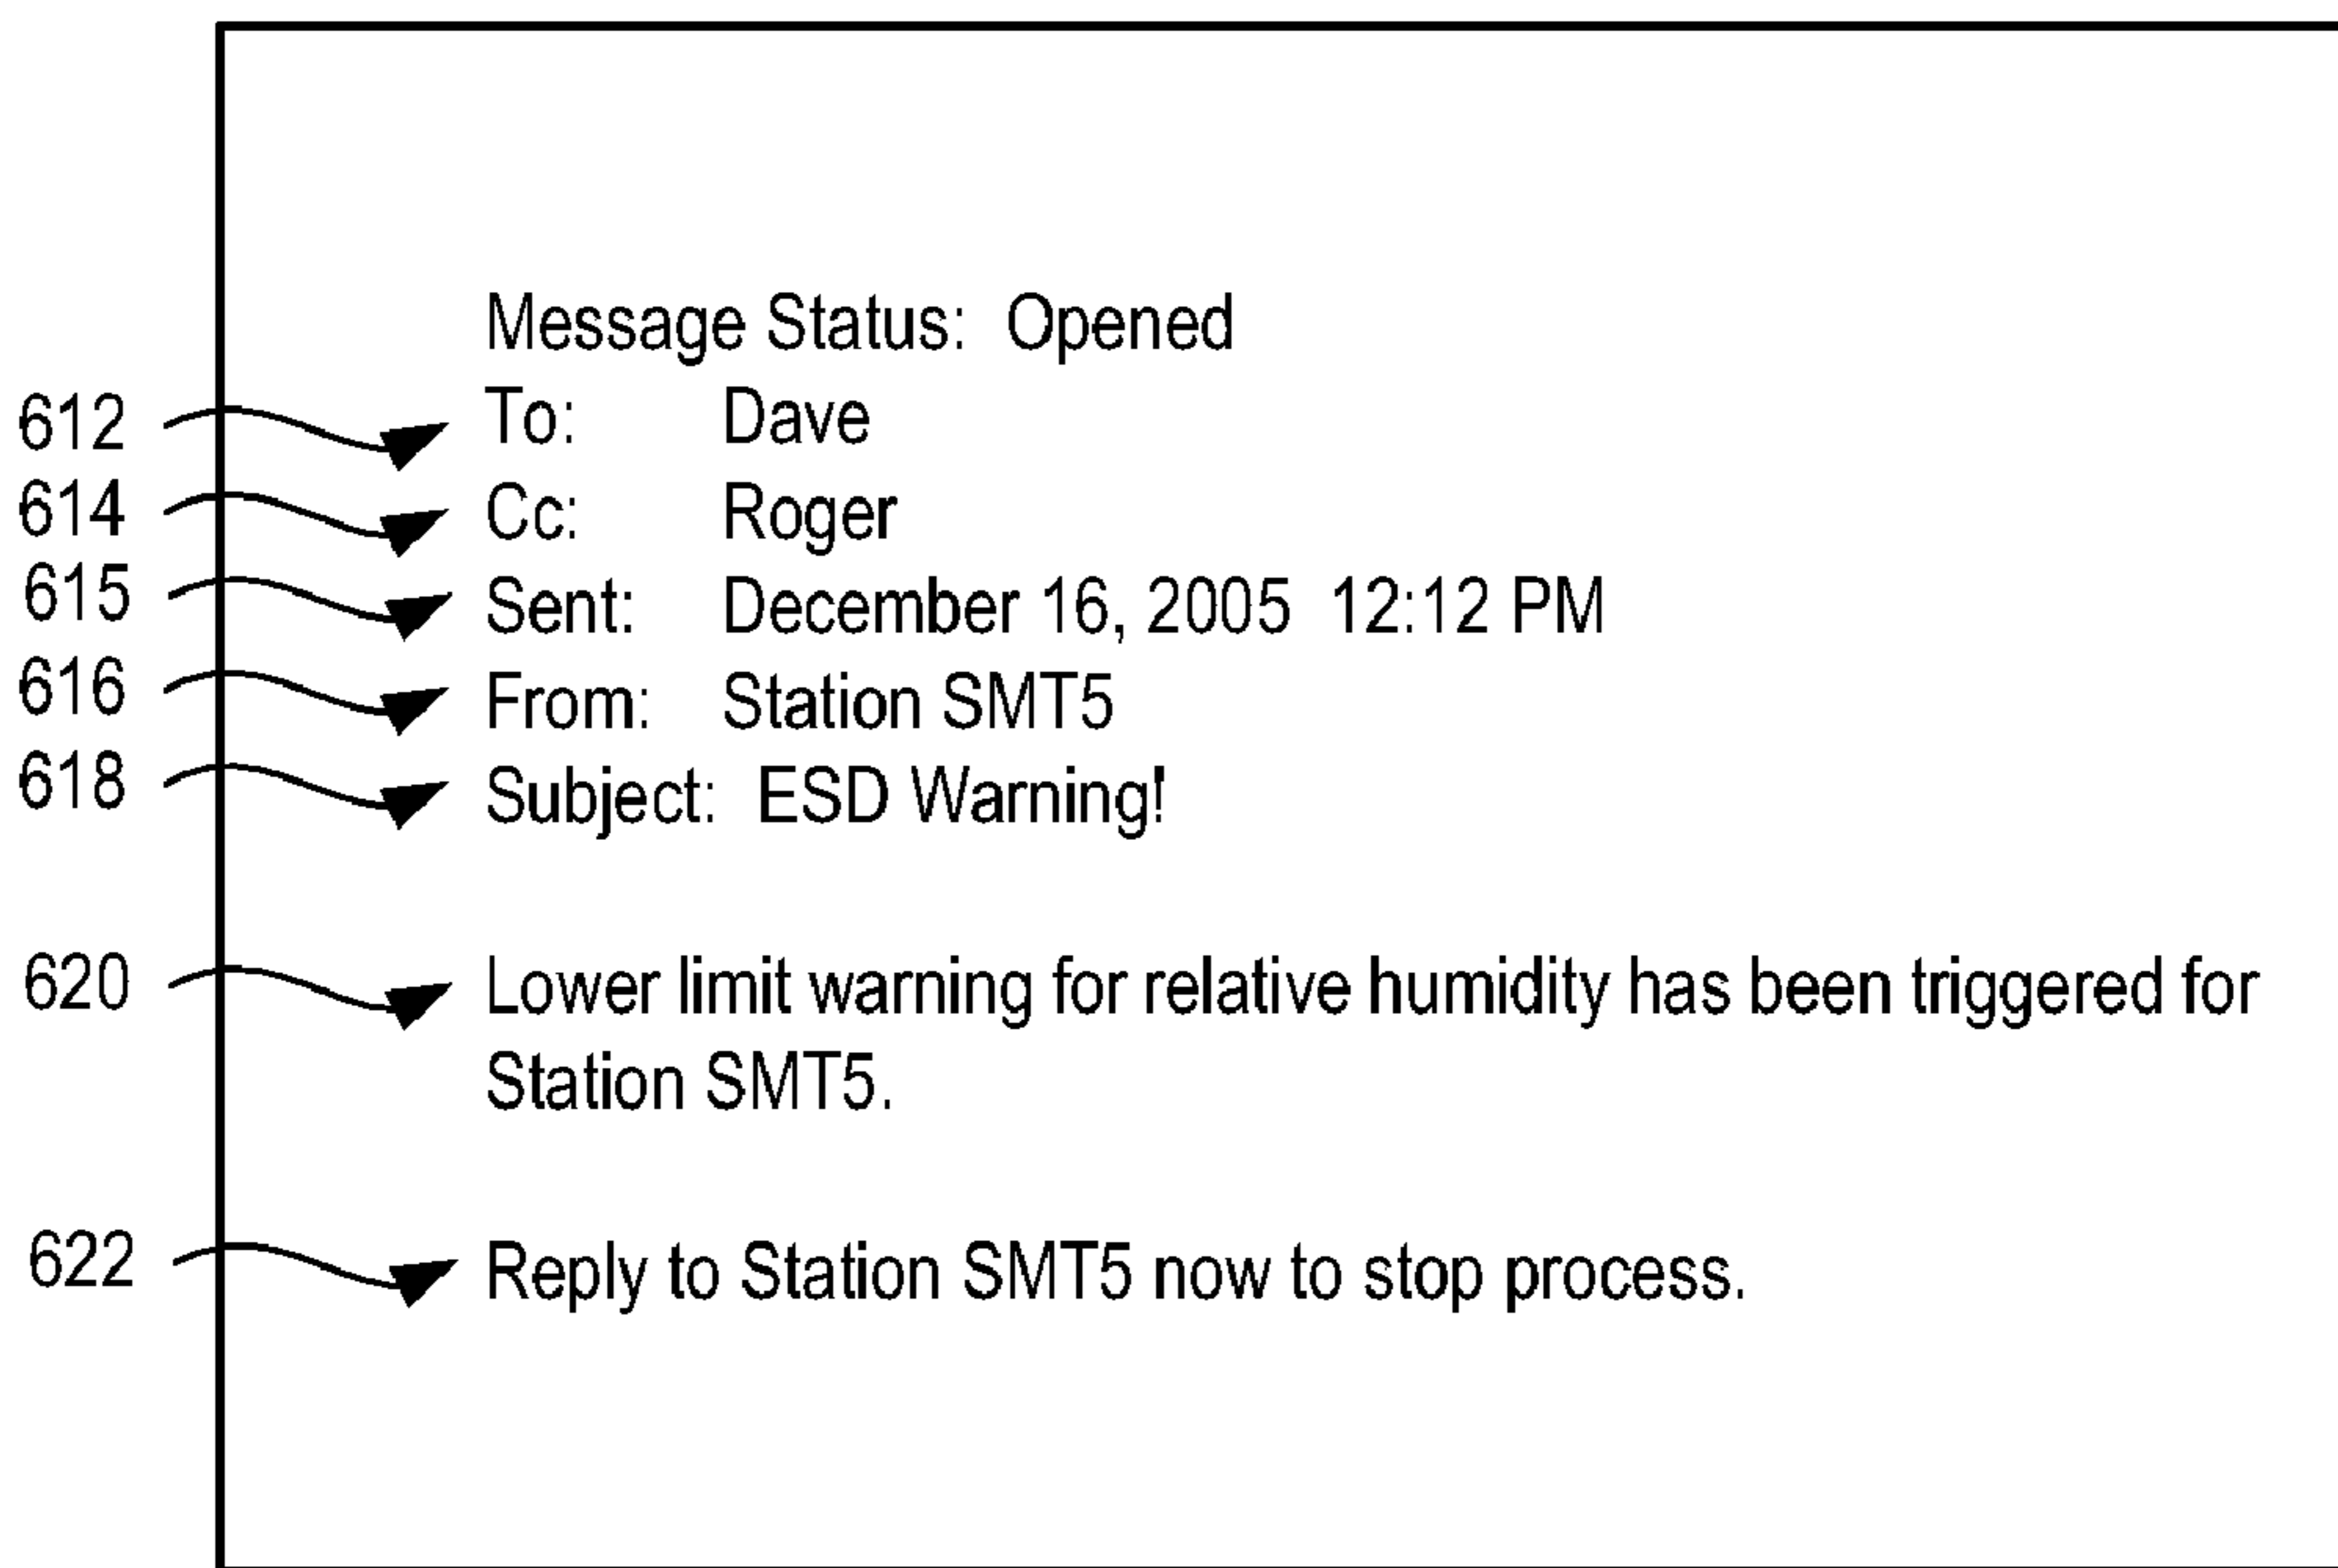 Message Status: Opened
612 To: Dave
614 Cc: Roger
615 Sent: December 16, 2005 12:12 PM
616 From: Station SMT5
618 Subject: ESD Warning!
620 Lower limit warning for relative humidity has been triggered for
Station SMT5.
622 Reply to Station SMT5 now to stop process.